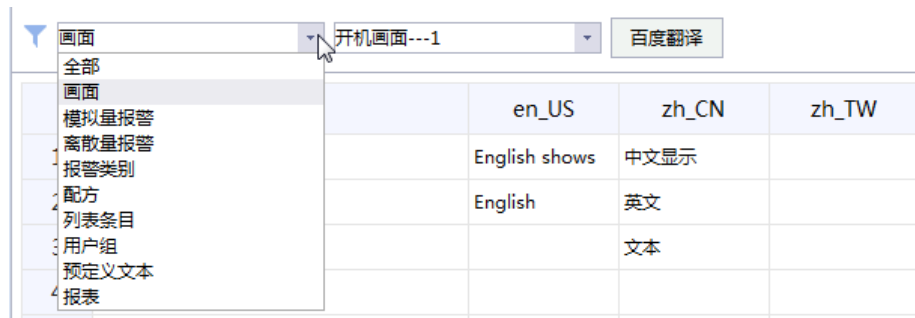 画面 开机画面---1 百度翻译
全部
画面
模拟量报警
离散量报警
报警类别
配方
列表条目
用户组
预定义文本
报表
en_US zh_CN zh_TW
1 English shows 中文显示
2 English 英文
3 文本
4